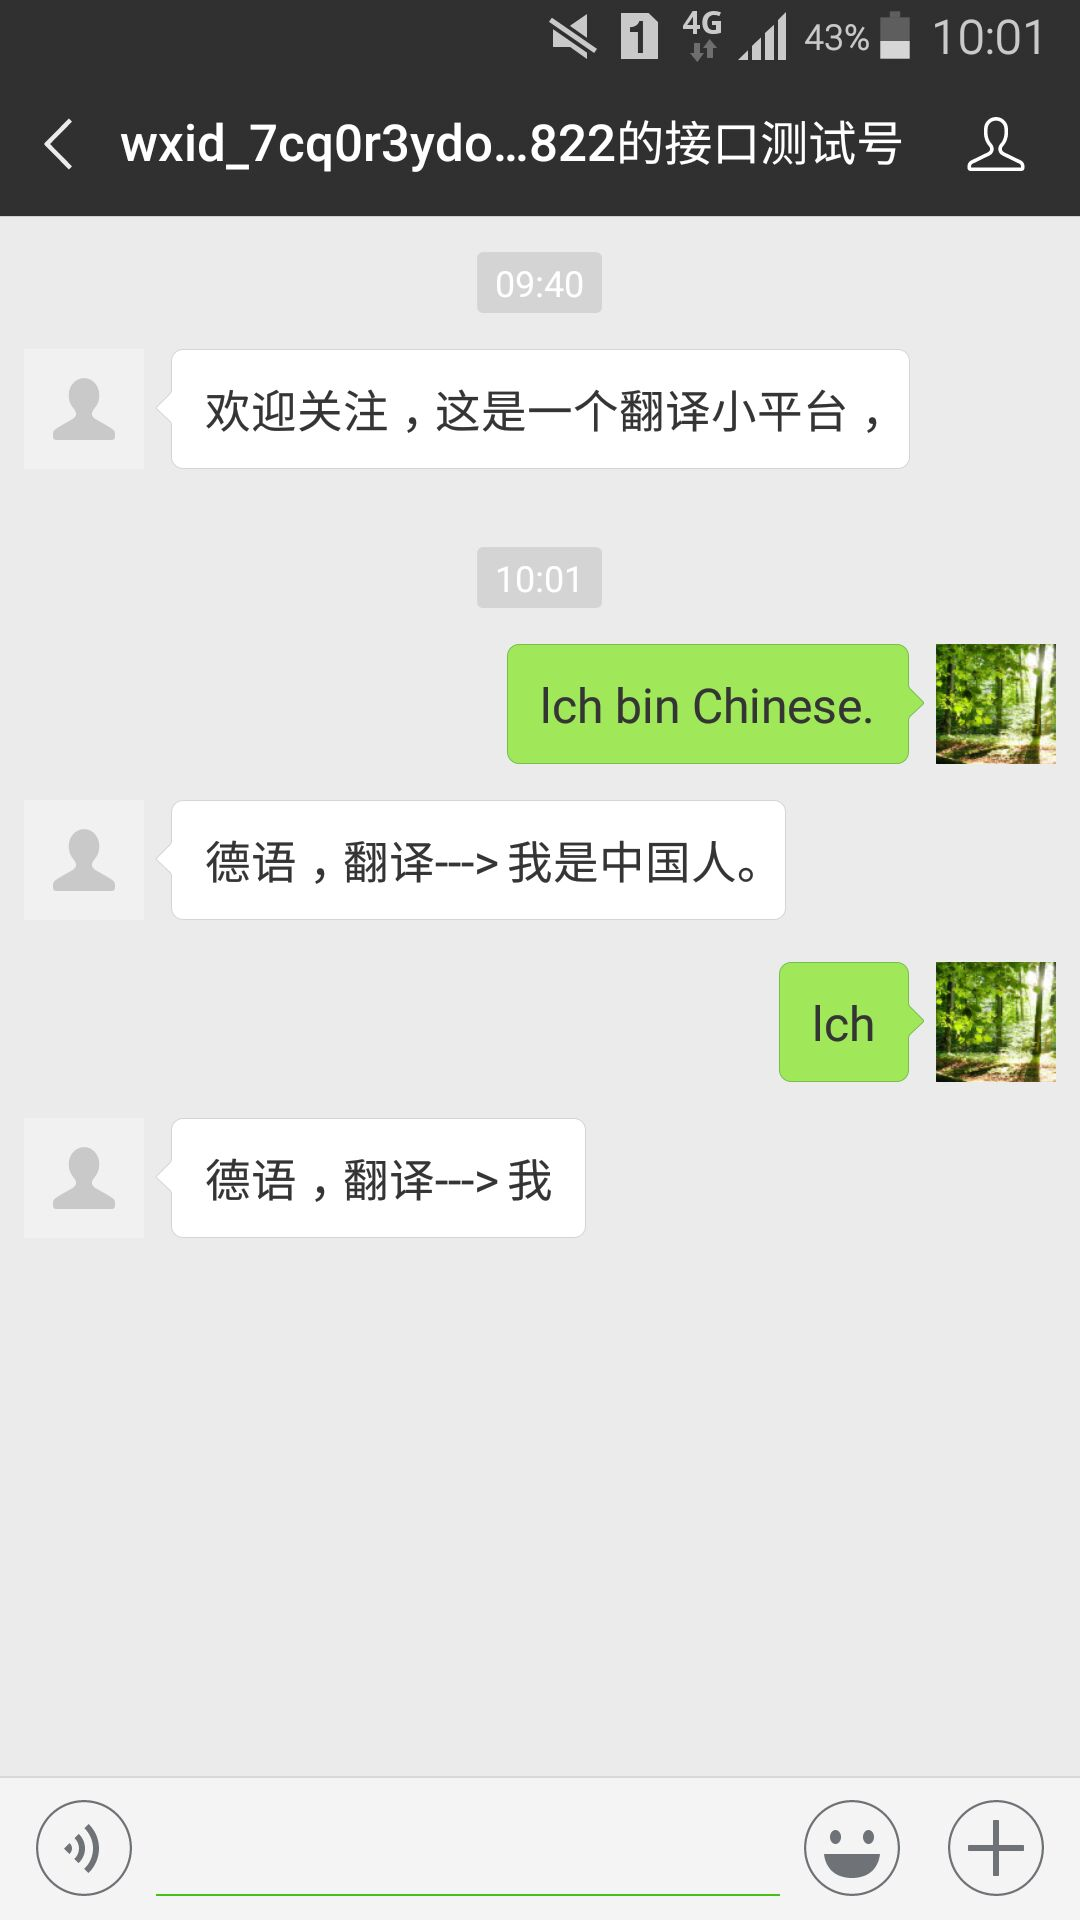 4G 43% 10:01
1
wxid_7cq0r3ydo...822的接口测试号
09:40
欢迎关注，这是一个翻译小平台，
10:01
Ich bin Chinese.
德语，翻译---> 我是中国人。
Ich
德语，翻译---> 我